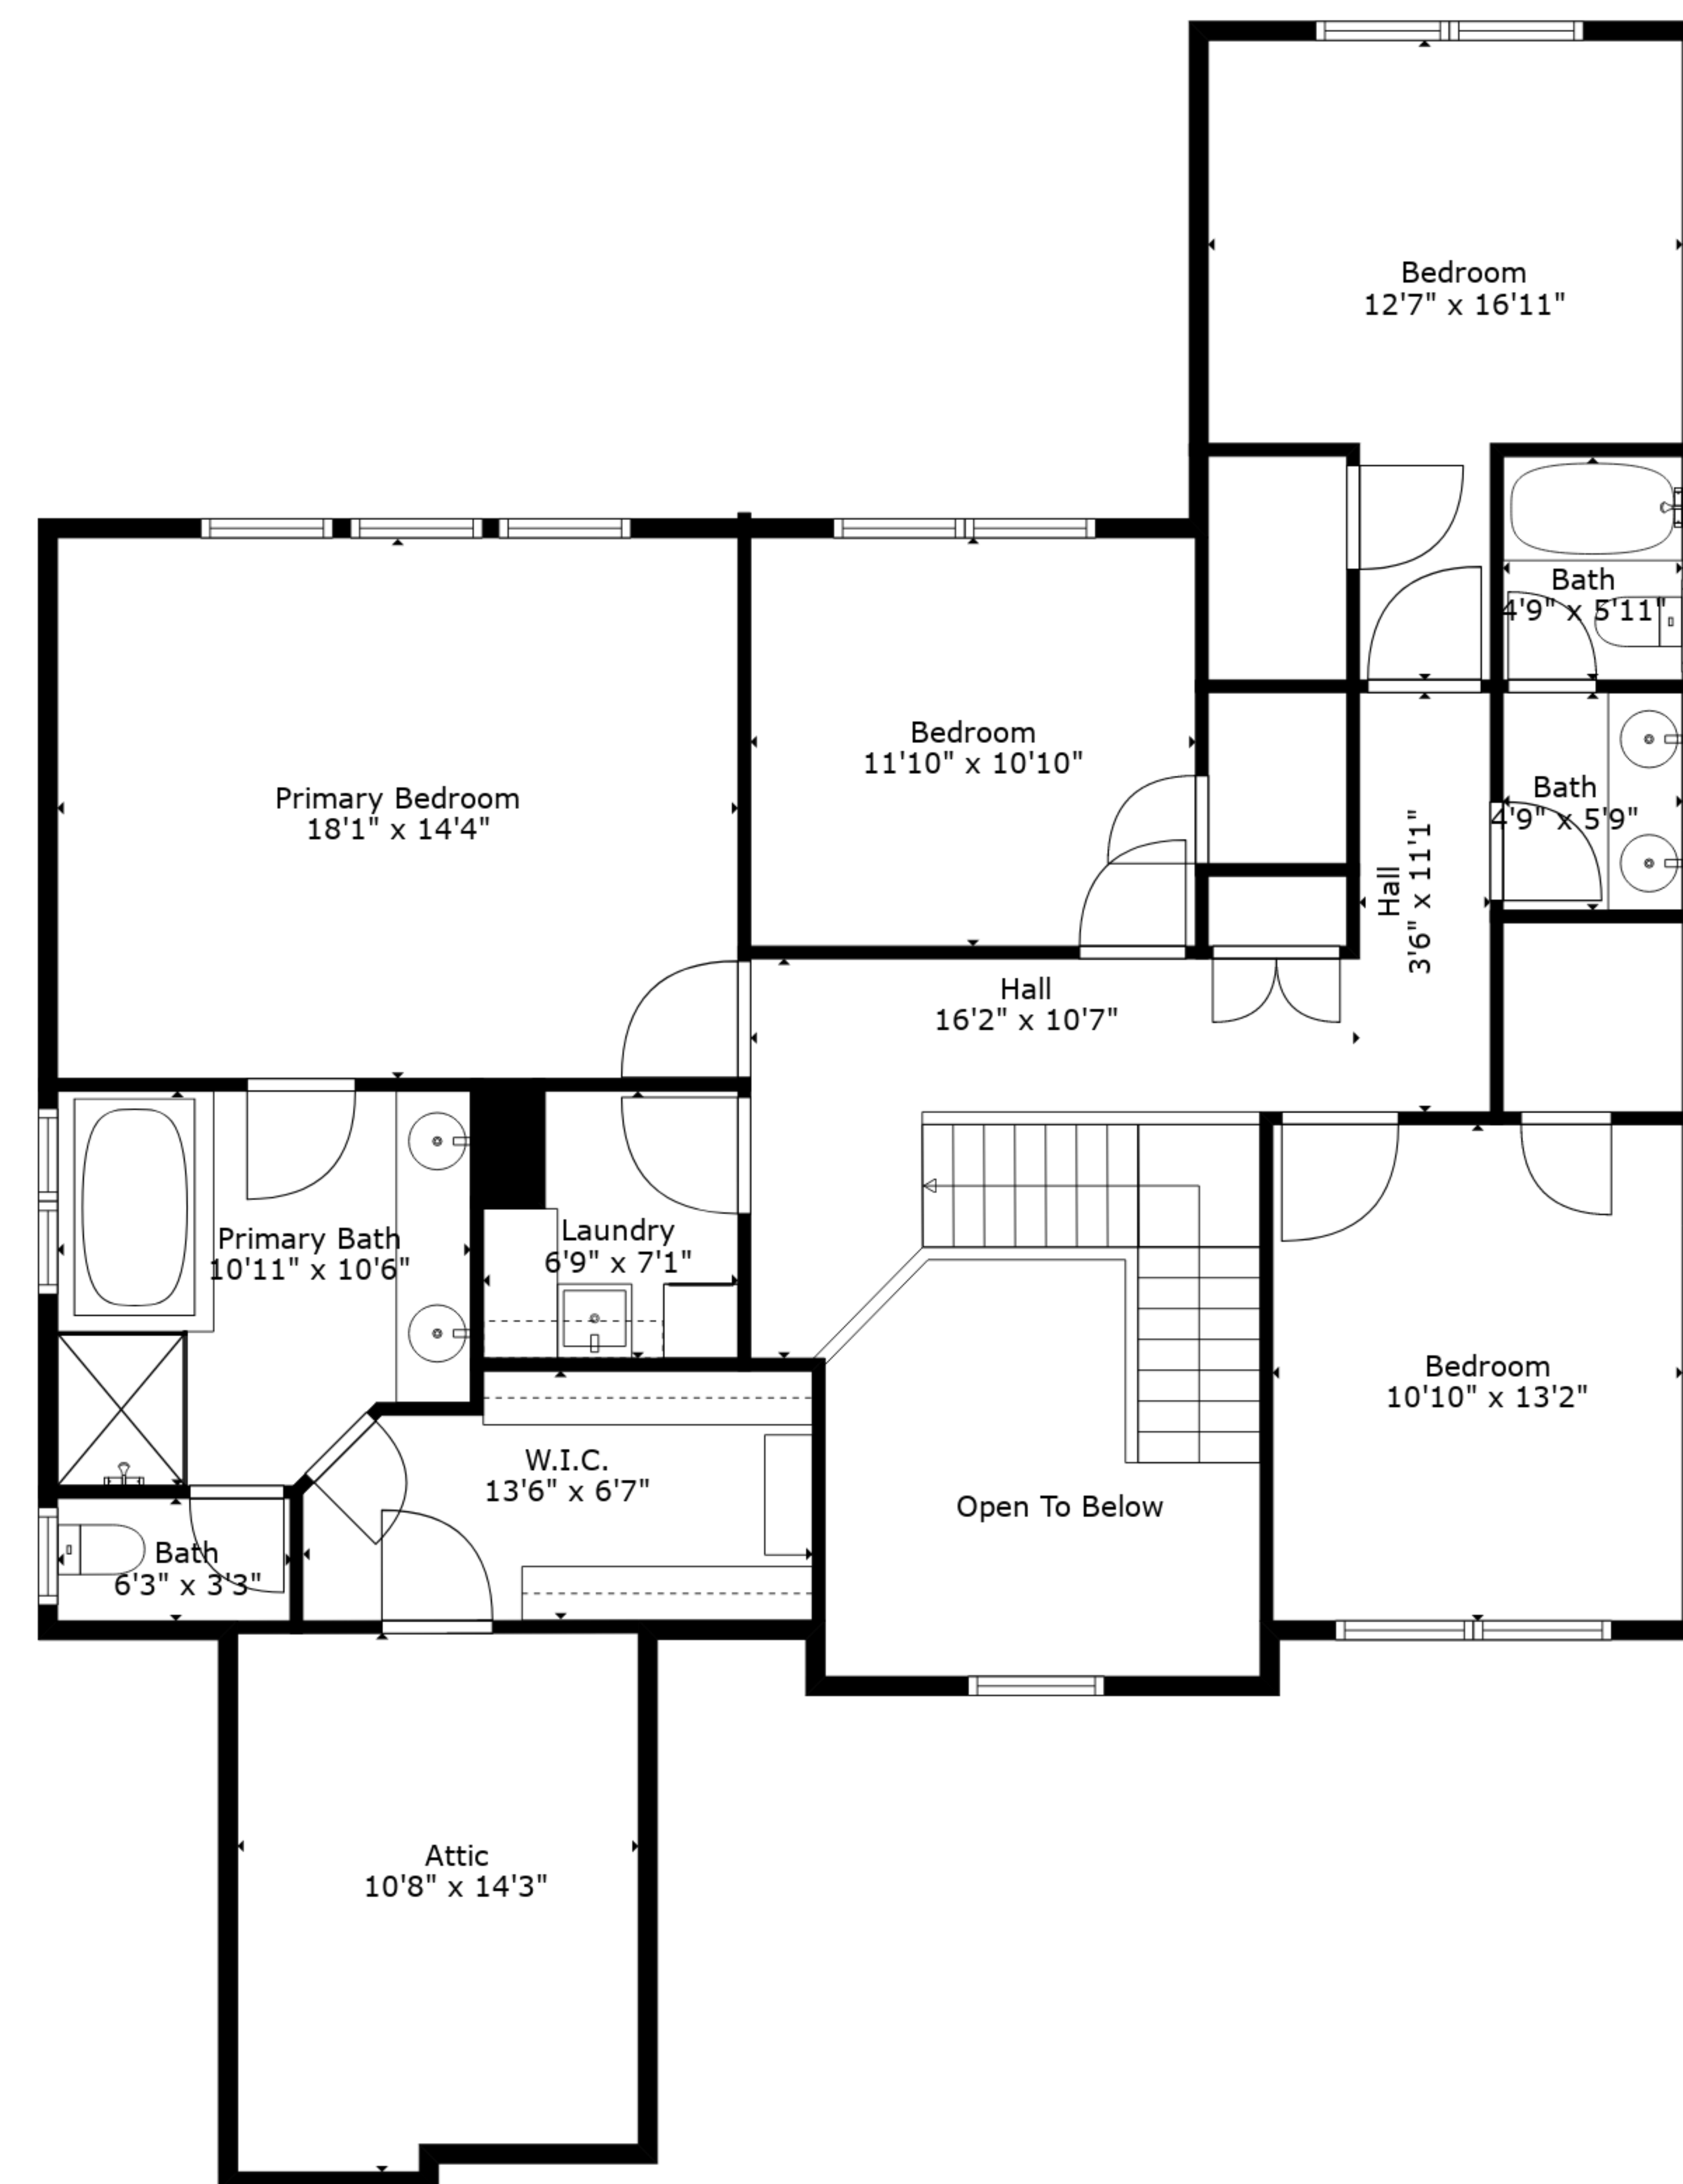 Bedroom
12'7" x 16'11"
Bath
4'9" x 5'11"
Bedroom
11'10" x 10'10"
Bath
4'9" x 5'9"
Primary Bedroom
18'1" x 14'4"
Hall
3'6" x 11'1"
Hall
16'2" x 10'7"
Primary Bath
10'11" x 10'6"
Laundry
6'9" x 7'1"
Bedroom
10'10" x 13'2"
W.I.C.
13'6" x 6'7"
Open To Below
Bath
6'3" x 3'3"
Attic
10'8" x 14'3"